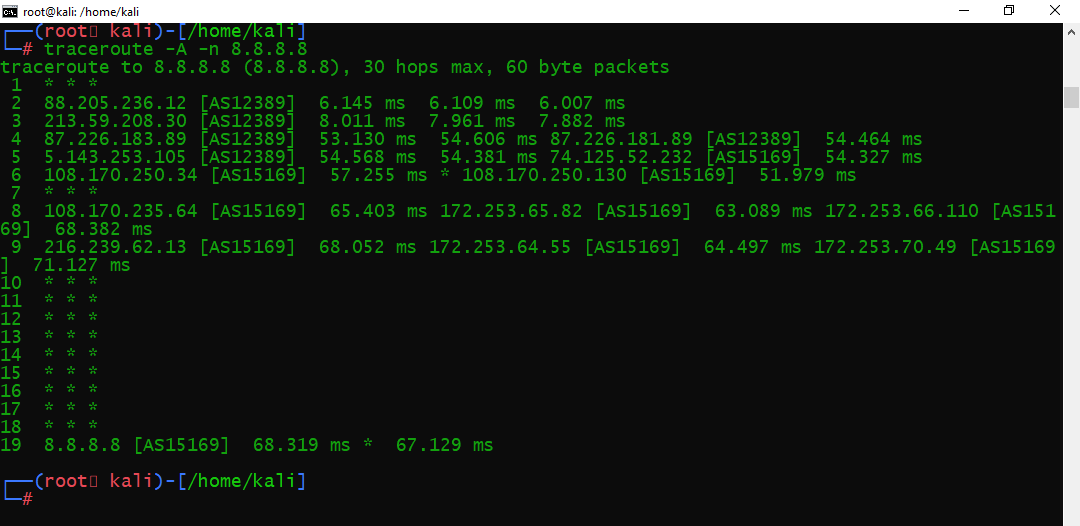 root@kali: /home/kali
┌──(root▯ kali)-[/home/kali]
└─# traceroute -A -n 8.8.8.8
traceroute to 8.8.8.8 (8.8.8.8), 30 hops max, 60 byte packets
 1  * * *
 2  88.205.236.12 [AS12389]  6.145 ms  6.109 ms  6.007 ms
 3  213.59.208.30 [AS12389]  8.011 ms  7.961 ms  7.882 ms
 4  87.226.183.89 [AS12389]  53.130 ms  54.606 ms 87.226.181.89 [AS12389]  54.464 ms
 5  5.143.253.105 [AS12389]  54.568 ms  54.381 ms 74.125.52.232 [AS15169]  54.327 ms
 6  108.170.250.34 [AS15169]  57.255 ms * 108.170.250.130 [AS15169]  51.979 ms
 7  * * *
 8  108.170.235.64 [AS15169]  65.403 ms 172.253.65.82 [AS15169]  63.089 ms 172.253.66.110 [AS151
69]  68.382 ms
 9  216.239.62.13 [AS15169]  68.052 ms 172.253.64.55 [AS15169]  64.497 ms 172.253.70.49 [AS15169
]  71.127 ms
10  * * *
11  * * *
12  * * *
13  * * *
14  * * *
15  * * *
16  * * *
17  * * *
18  * * *
19  8.8.8.8 [AS15169]  68.319 ms *  67.129 ms
┌──(root▯ kali)-[/home/kali]
└─#